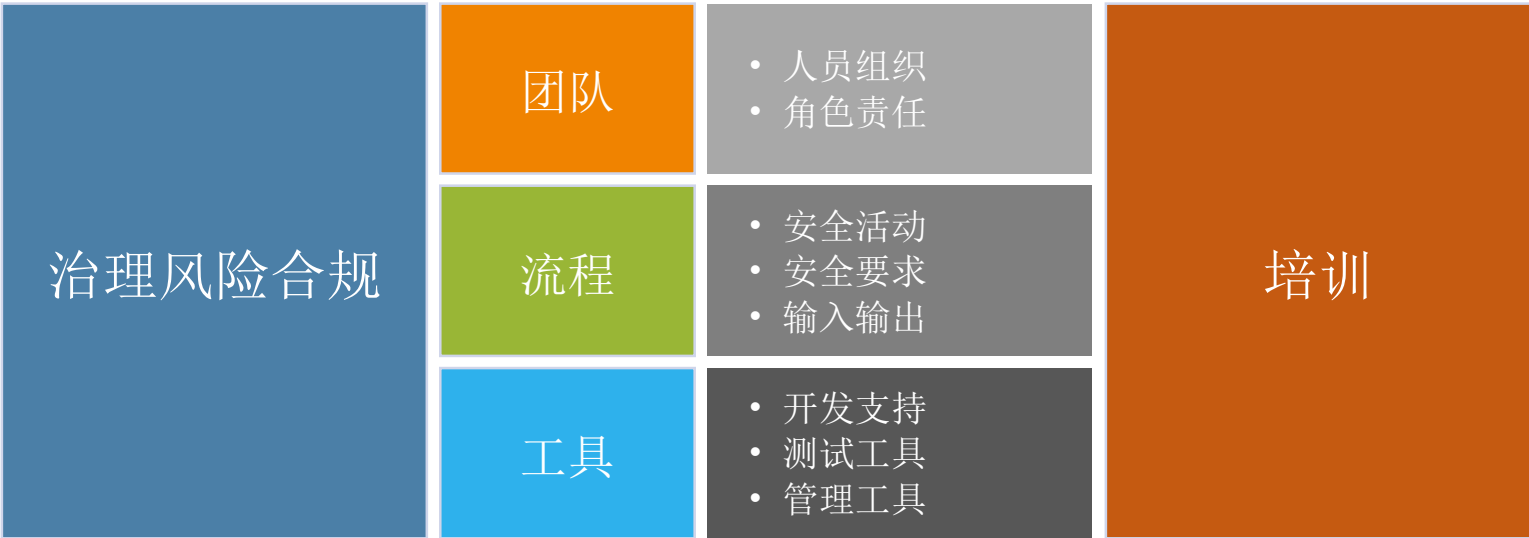 治理风险合规
团队
• 人员组织
• 角色责任
流程
• 安全活动
• 安全要求
• 输入输出
工具
• 开发支持
• 测试工具
• 管理工具
培训